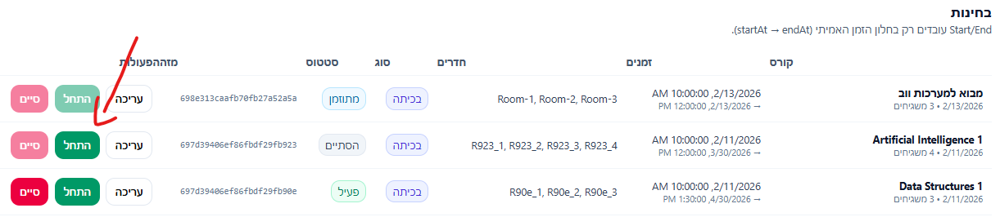 בחינות
Start/End עובדים רק בחלון הזמן האמיתי (startAt → endAt).
קורס זמנים חדרים סוג סטטוס מזהה פעולות
מבוא למערכות ווב 2/13/2026, 10:00:00 AM Room-1, Room-2, Room-3 בכיתה מתוזמן 698e313caafb70fb27a52a5a עריכה התחל סיים
2/13/2026 • 3 משגיחים → 2/13/2026, 12:00:00 PM
Artificial Intelligence 1 2/11/2026, 10:00:00 AM R923_1, R923_2, R923_3, R923_4 בכיתה הסתיים 697d39406ef86fbdf29fb923 עריכה התחל סיים
2/11/2026 • 4 משגיחים → 3/30/2026, 12:00:00 PM
Data Structures 1 2/11/2026, 10:00:00 AM R90e_1, R90e_2, R90e_3 בכיתה פעיל 697d39406ef86fbdf29fb90e עריכה התחל סיים
2/11/2026 • 3 משגיחים → 4/30/2026, 1:30:00 PM